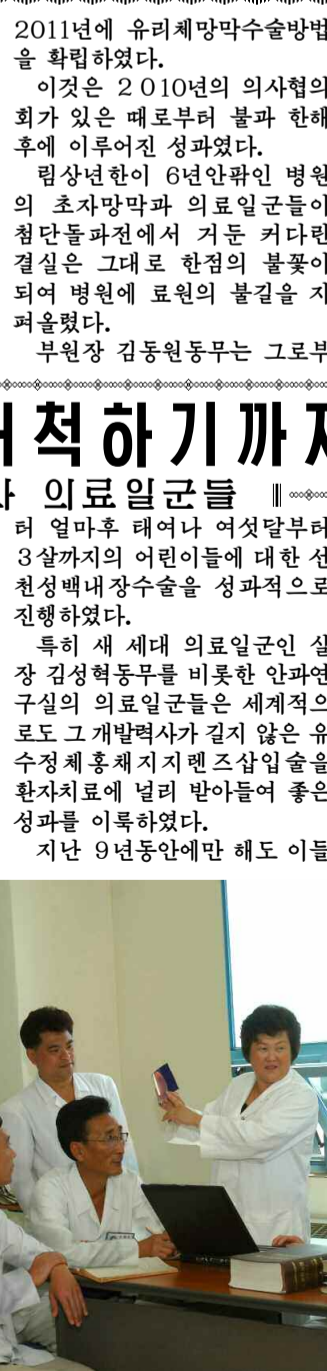 2011년에 유리체망막수술방법
을 확립하였다.
이것은 2010년의 의사협의
회가 있은 때로부터 불과 한해
후에 이루어진 성과였다.
림상년한이 6년안팎인 병원
의 초자망막과 의료일군들이
첨단돌파전에서 거둔 커다란
결실은 그대로 한점의 불꽃이
되여 병원에 료원의 불길을 지
펴올렸다.
부원장 김동원동무는 그로부
척하기까지
의료일군들
터 얼마후 태여나 여섯달부터
3살까지의 어린이들에 대한 선
천성백내장수술을 성과적으로
진행하였다.
특히 새 세대 의료일군인 실
장 김성혁동무를 비롯한 안과연
구실의 의료일군들은 세계적으
로도 그 개발력사가 길지 않은 유
수정체홍채지지렌즈삽입술을
환자치료에 널리 받아들여 좋은
성과를 이룩하였다.
지난 9년동안에만 해도 이들